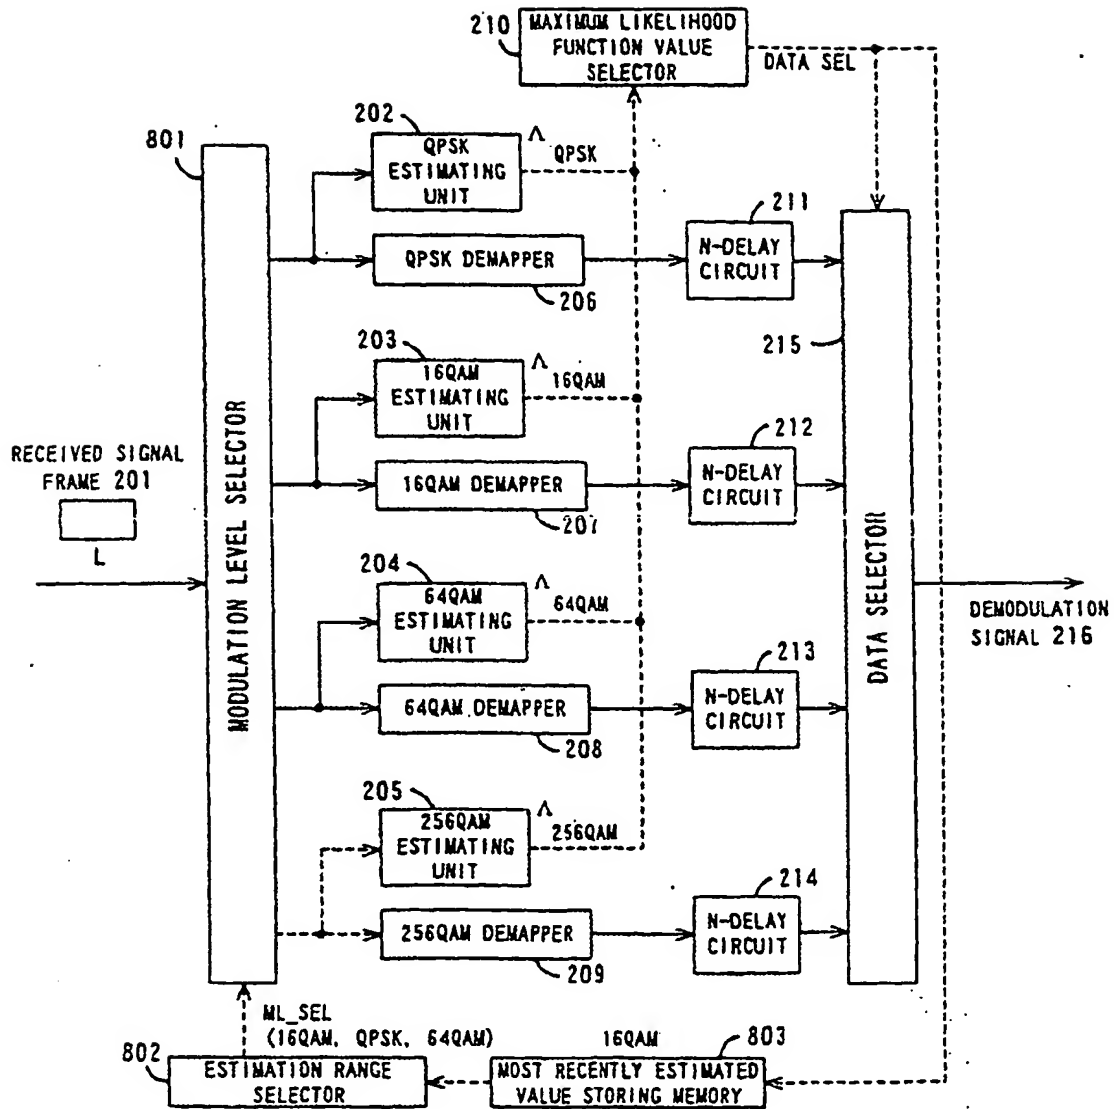 210
MAXIMUM LIKELIHOOD
FUNCTION VALUE
SELECTOR
DATA SEL
801
202
QPSK
ESTIMATING
UNIT
Λ QPSK
211
N-DELAY
CIRCUIT
QPSK DEMAPPER
206
203
16QAM
ESTIMATING
UNIT
Λ 16QAM
215
212
N-DELAY
CIRCUIT
RECEIVED SIGNAL
FRAME 201
L
16QAM DEMAPPER
207
MODULATION LEVEL SELECTOR
204
64QAM
ESTIMATING
UNIT
Λ 64QAM
DATA SELECTOR
DEMODULATION
SIGNAL 216
213
N-DELAY
CIRCUIT
64QAM DEMAPPER
208
205
256QAM
ESTIMATING
UNIT
Λ 256QAM
214
N-DELAY
CIRCUIT
256QAM DEMAPPER
209
ML_SEL
(16QAM, QPSK, 64QAM)
16QAM
803
802
ESTIMATION RANGE
SELECTOR
MOST RECENTLY ESTIMATED
VALUE STORING MEMORY